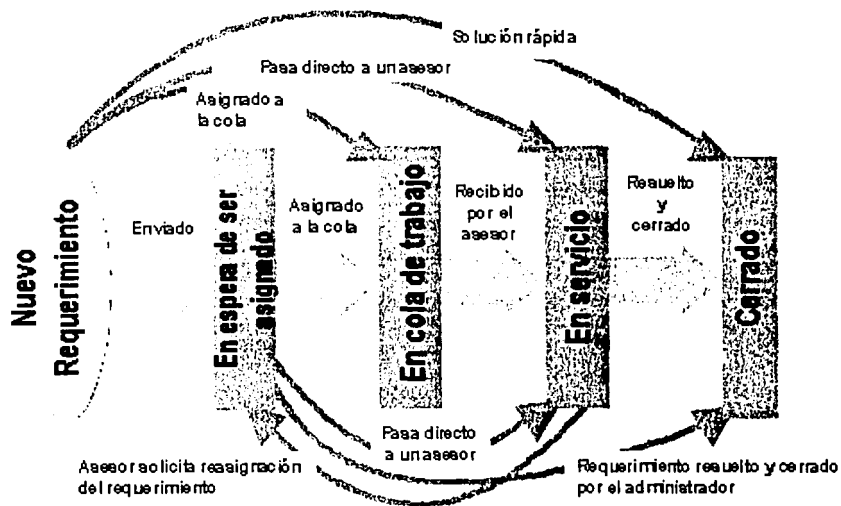 Solución rápida
Pasa directo a un asesor
Asignado a
la cola
Nuevo
Requerimiento
Enviado
En espera de ser
asignado
Asignado
a la cola
En cola de trabajo
Recibido
por el
asesor
En servicio
Resuelto
y
cerrado
Cerrado
Pasa directo
a un asesor
Asesor solicita reasignación
del requerimiento
Requerimiento resuelto y cerrado
por el administrador